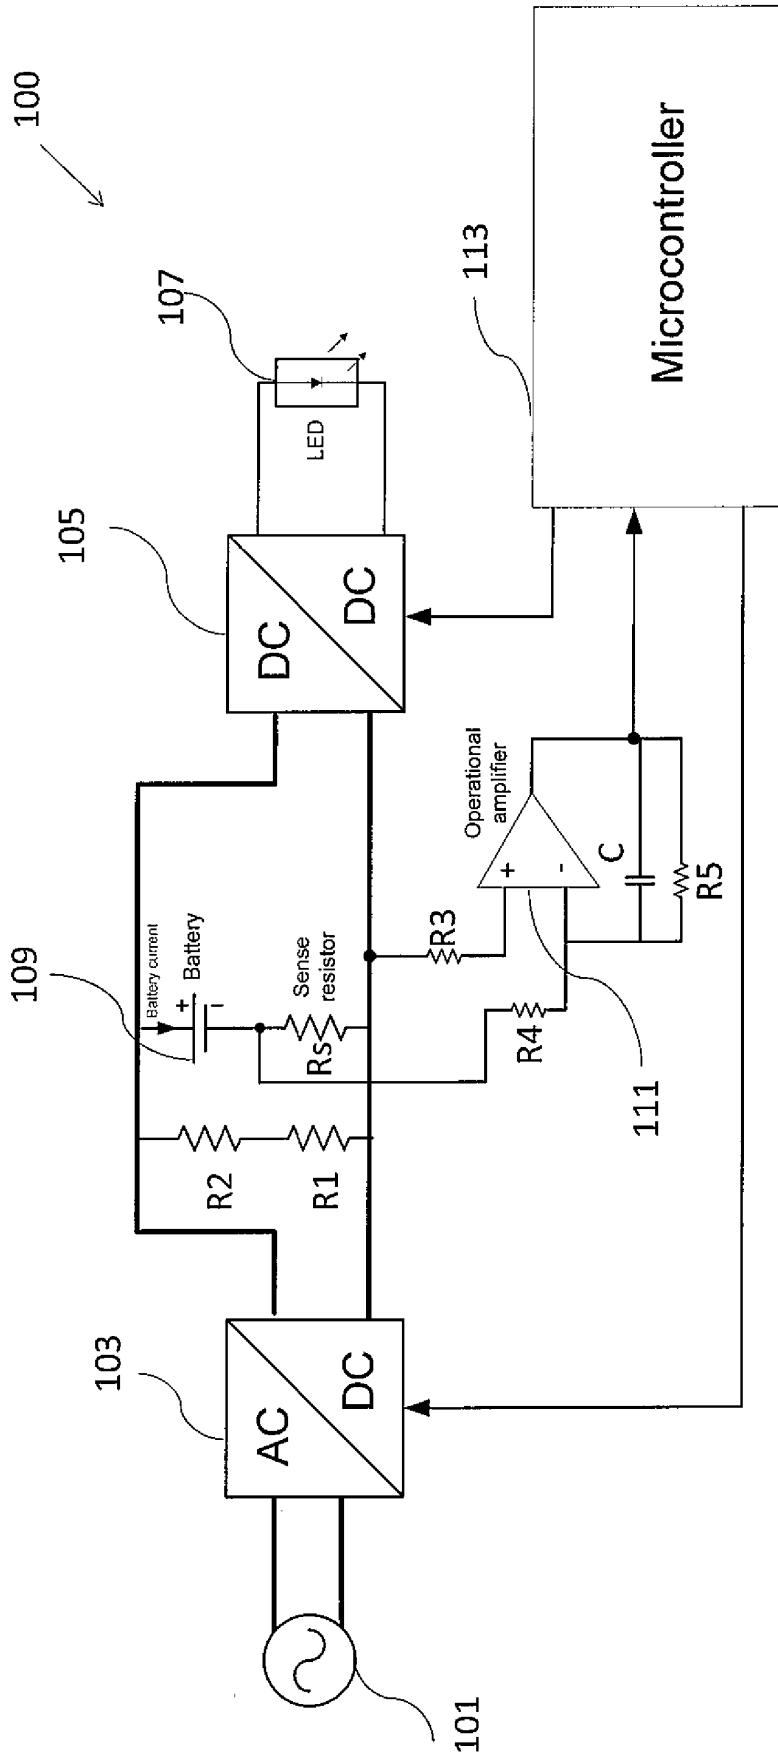 100
107
LED
105
DC
DC
109
Battery current
+
Battery
-
Sense
resistor
Rs
R2
R1
103
AC
DC
101
R3
R4
Operational
amplifier
+
-
111
C
R5
113
Microcontroller